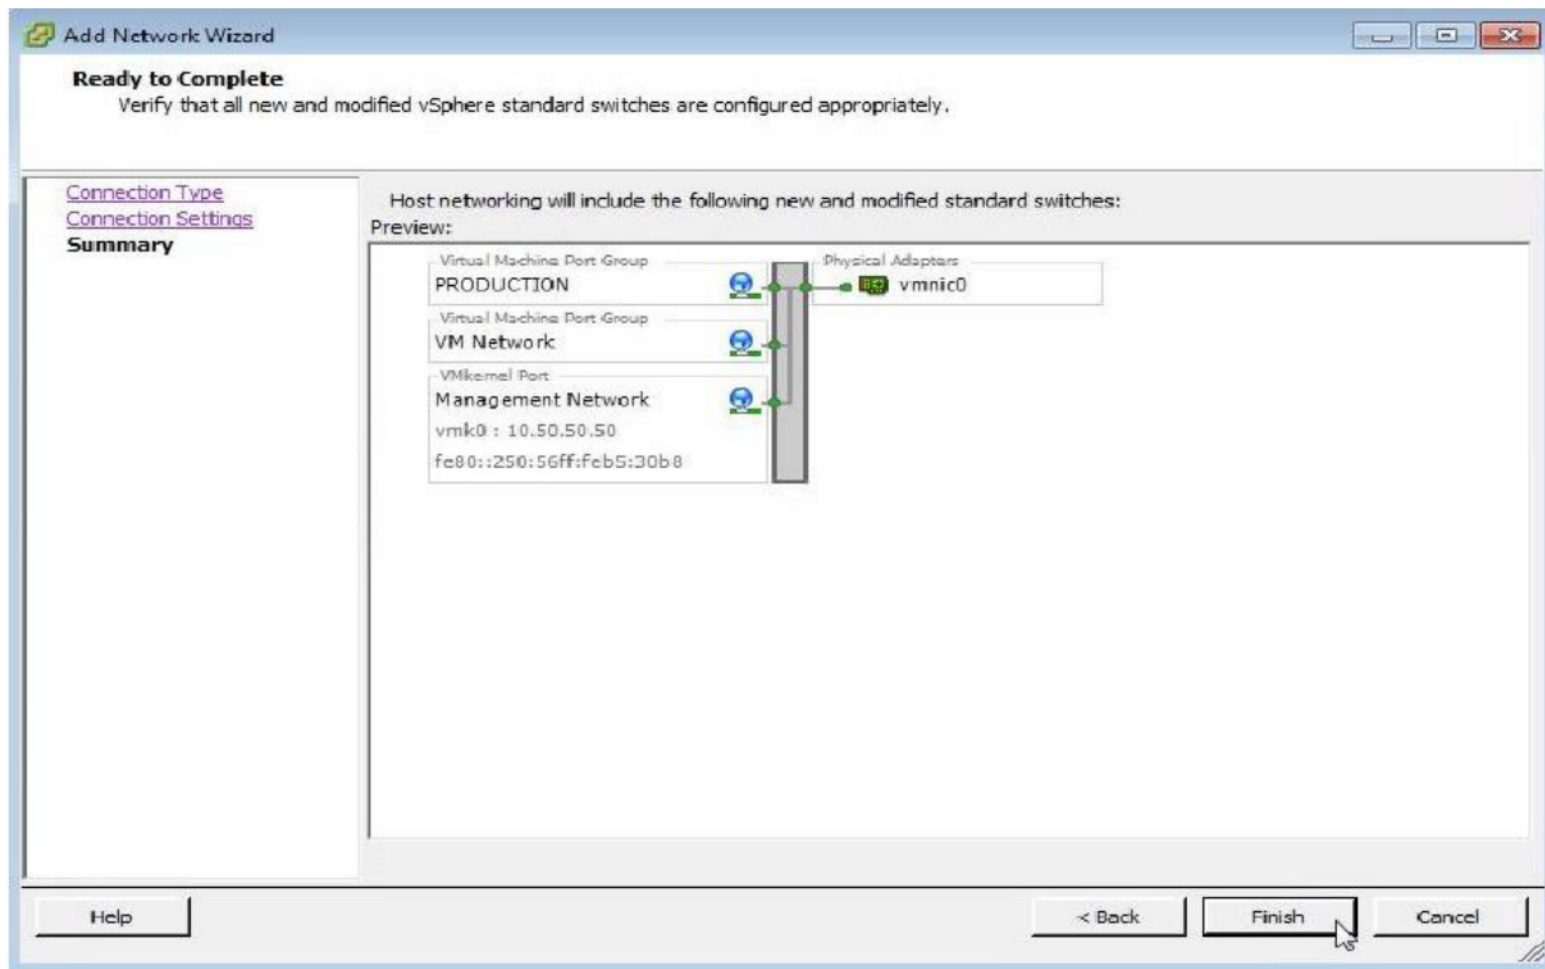 Add Network Wizard
Ready to Complete
Verify that all new and modified vSphere standard switches are configured appropriately.
Connection Type
Connection Settings
Summary
Host networking will include the following new and modified standard switches:
Preview:
Virtual Machine Port Group
PRODUCTION
Physical Adapters
vmnic0
Virtual Machine Port Group
VM Network
VMkernel Port
Management Network
vmk0 : 10.50.50.50
fe80::250:56ff:feb5:30b8
Help
< Back
Finish
Cancel